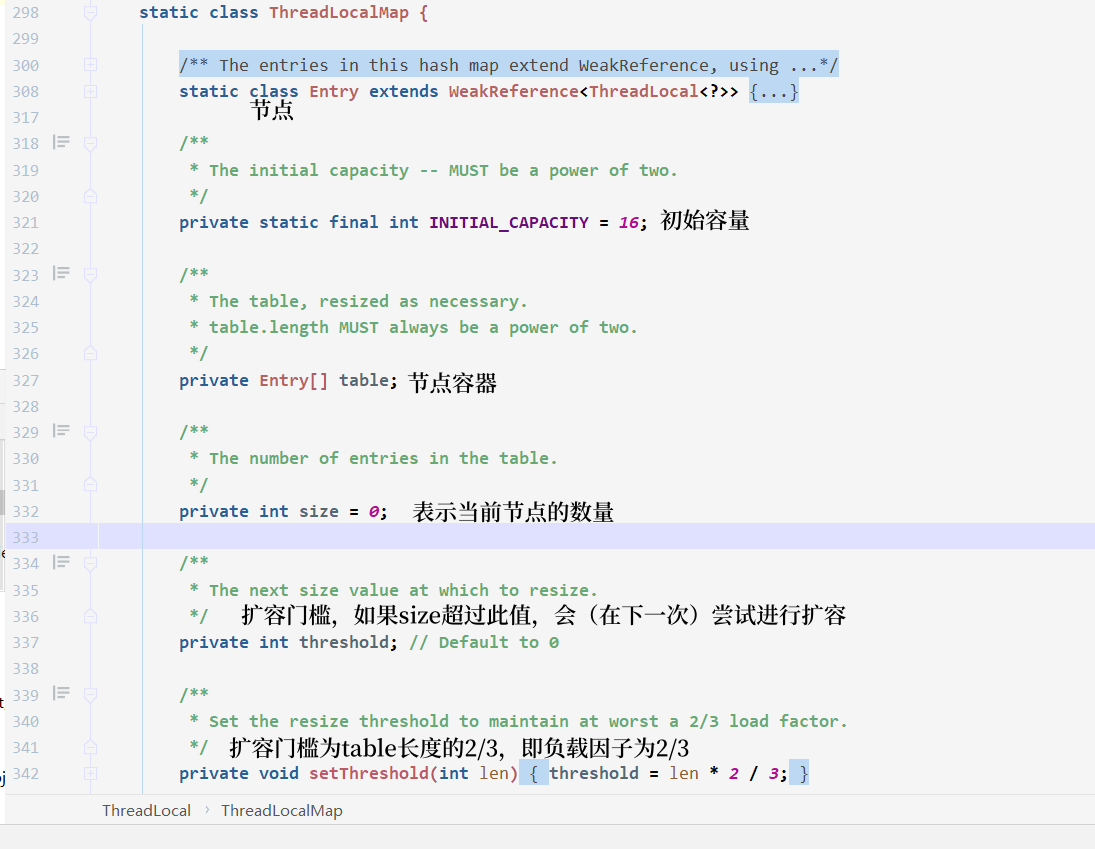 298 static class ThreadLocalMap {
299
300 /** The entries in this hash map extend WeakReference, using ...*/
308 static class Entry extends WeakReference<ThreadLocal<?>> {...}
节点
317
318 /**
319 * The initial capacity -- MUST be a power of two.
320 */
321 private static final int INITIAL_CAPACITY = 16; 初始容量
322
323 /**
324 * The table, resized as necessary.
325 * table.length MUST always be a power of two.
326 */
327 private Entry[] table; 节点容器
328
329 /**
330 * The number of entries in the table.
331 */
332 private int size = 0; 表示当前节点的数量
333
334 /**
335 * The next size value at which to resize.
336 */ 扩容门槛，如果size超过此值，会（在下一次）尝试进行扩容
337 private int threshold; // Default to 0
338
339 /**
340 * Set the resize threshold to maintain at worst a 2/3 load factor.
341 */ 扩容门槛为table长度的2/3，即负载因子为2/3
342 private void setThreshold(int len) { threshold = len * 2 / 3; }
ThreadLocal › ThreadLocalMap